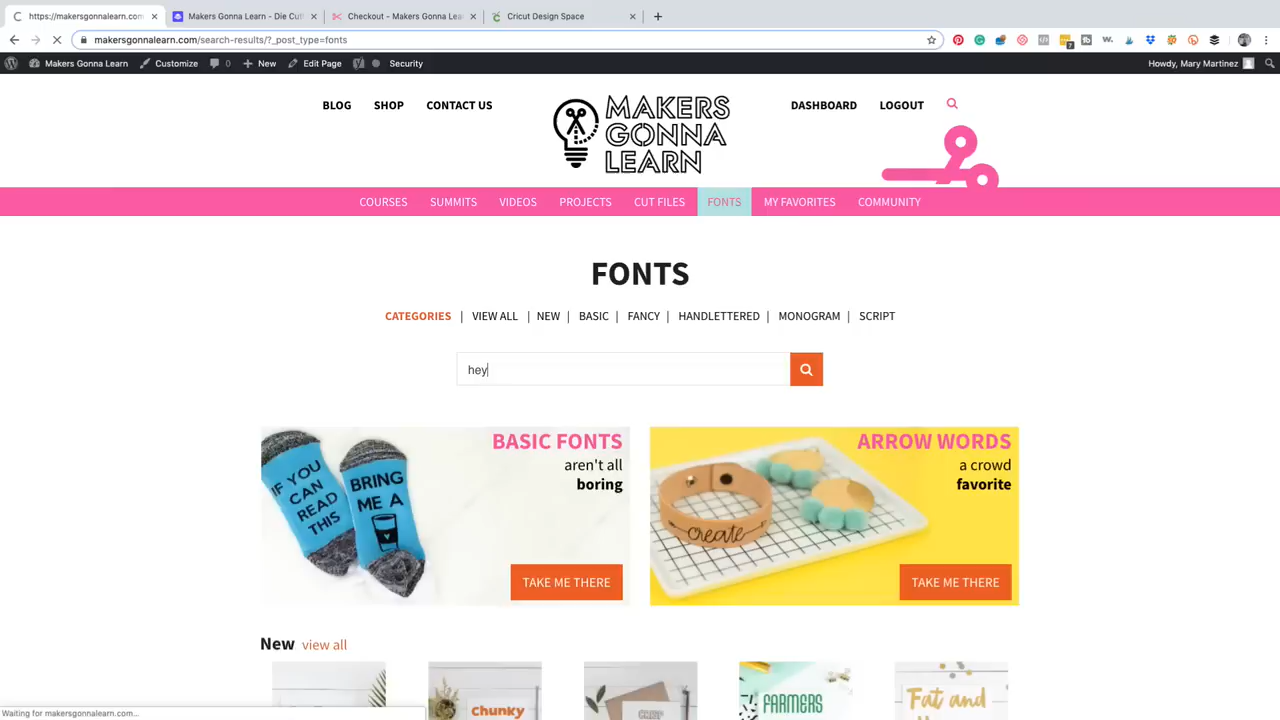 https://makersgonnalearn.com
Makers Gonna Learn - Die Cut
Checkout - Makers Gonna Lea
Cricut Design Space
makersgonnalearn.com/search-results/?_post_type=fonts
Makers Gonna Learn
Customize
0
New
Edit Page
Security
Howdy, Mary Martinez
BLOG
SHOP
CONTACT US
MAKERS
GONNA
LEARN
DASHBOARD
LOGOUT
COURSES
SUMMITS
VIDEOS
PROJECTS
CUT FILES
FONTS
MY FAVORITES
COMMUNITY
FONTS
CATEGORIES | VIEW ALL | NEW | BASIC | FANCY | HANDLETTERED | MONOGRAM | SCRIPT
hey
BASIC FONTS
aren't all
boring
IF YOU
CAN
READ
THIS
BRING
ME A
TAKE ME THERE
ARROW WORDS
a crowd
favorite
create
TAKE ME THERE
New view all
Chunky
FARMERS
Fat and
Waiting for makersgonnalearn.com...